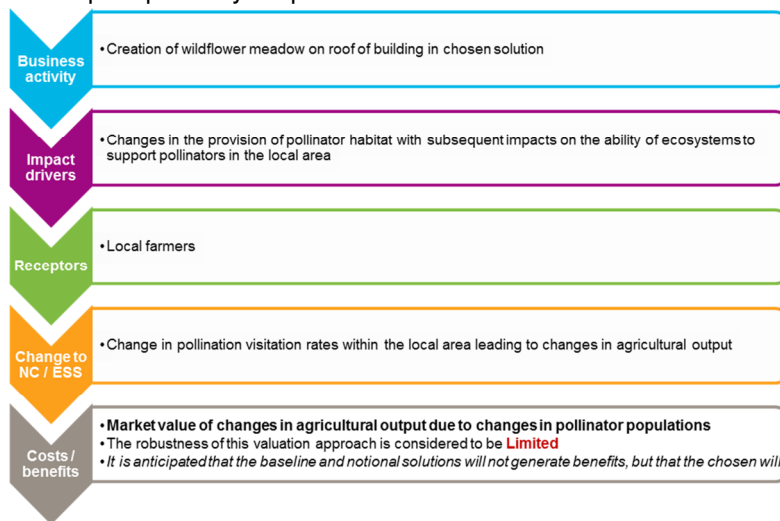 Business
activity
•Creation of wildflower meadow on roof of building in chosen solution
Impact
drivers
•Changes in the provision of pollinator habitat with subsequent impacts on the ability of ecosystems to
support pollinators in the local area
Receptors
•Local farmers
Change to
NC / ESS
•Change in pollination visitation rates within the local area leading to changes in agricultural output
Costs /
benefits
•Market value of changes in agricultural output due to changes in pollinator populations
•The robustness of this valuation approach is considered to be Limited
•It is anticipated that the baseline and notional solutions will not generate benefits, but that the chosen will